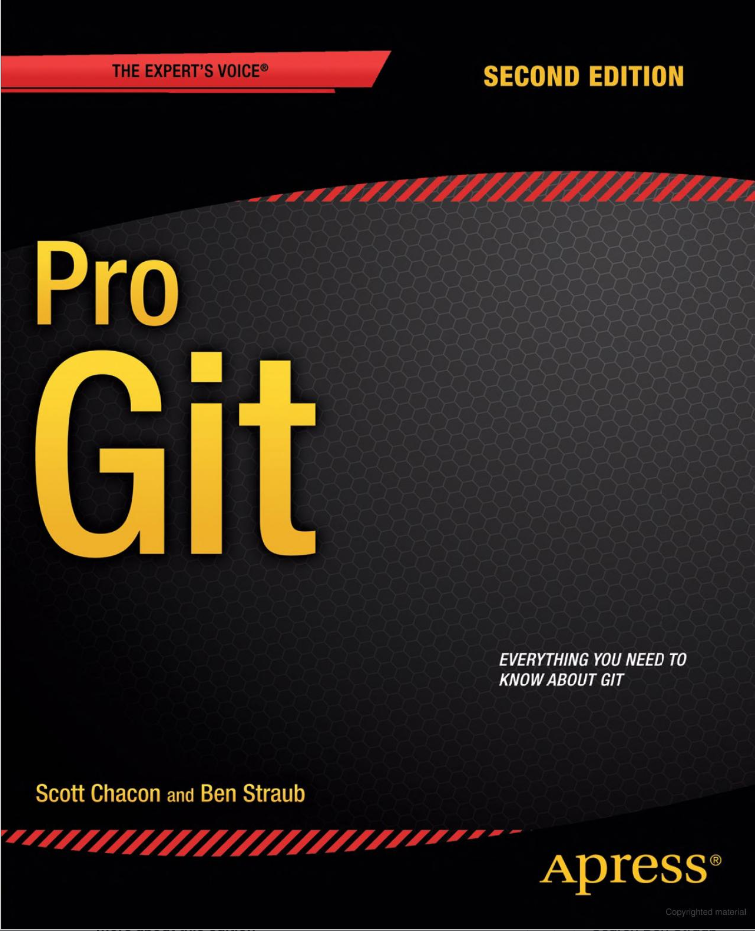 THE EXPERT'S VOICE®
SECOND EDITION
Pro
Git
EVERYTHING YOU NEED TO
KNOW ABOUT GIT
Scott Chacon and Ben Straub
Apress®
Copyrighted material